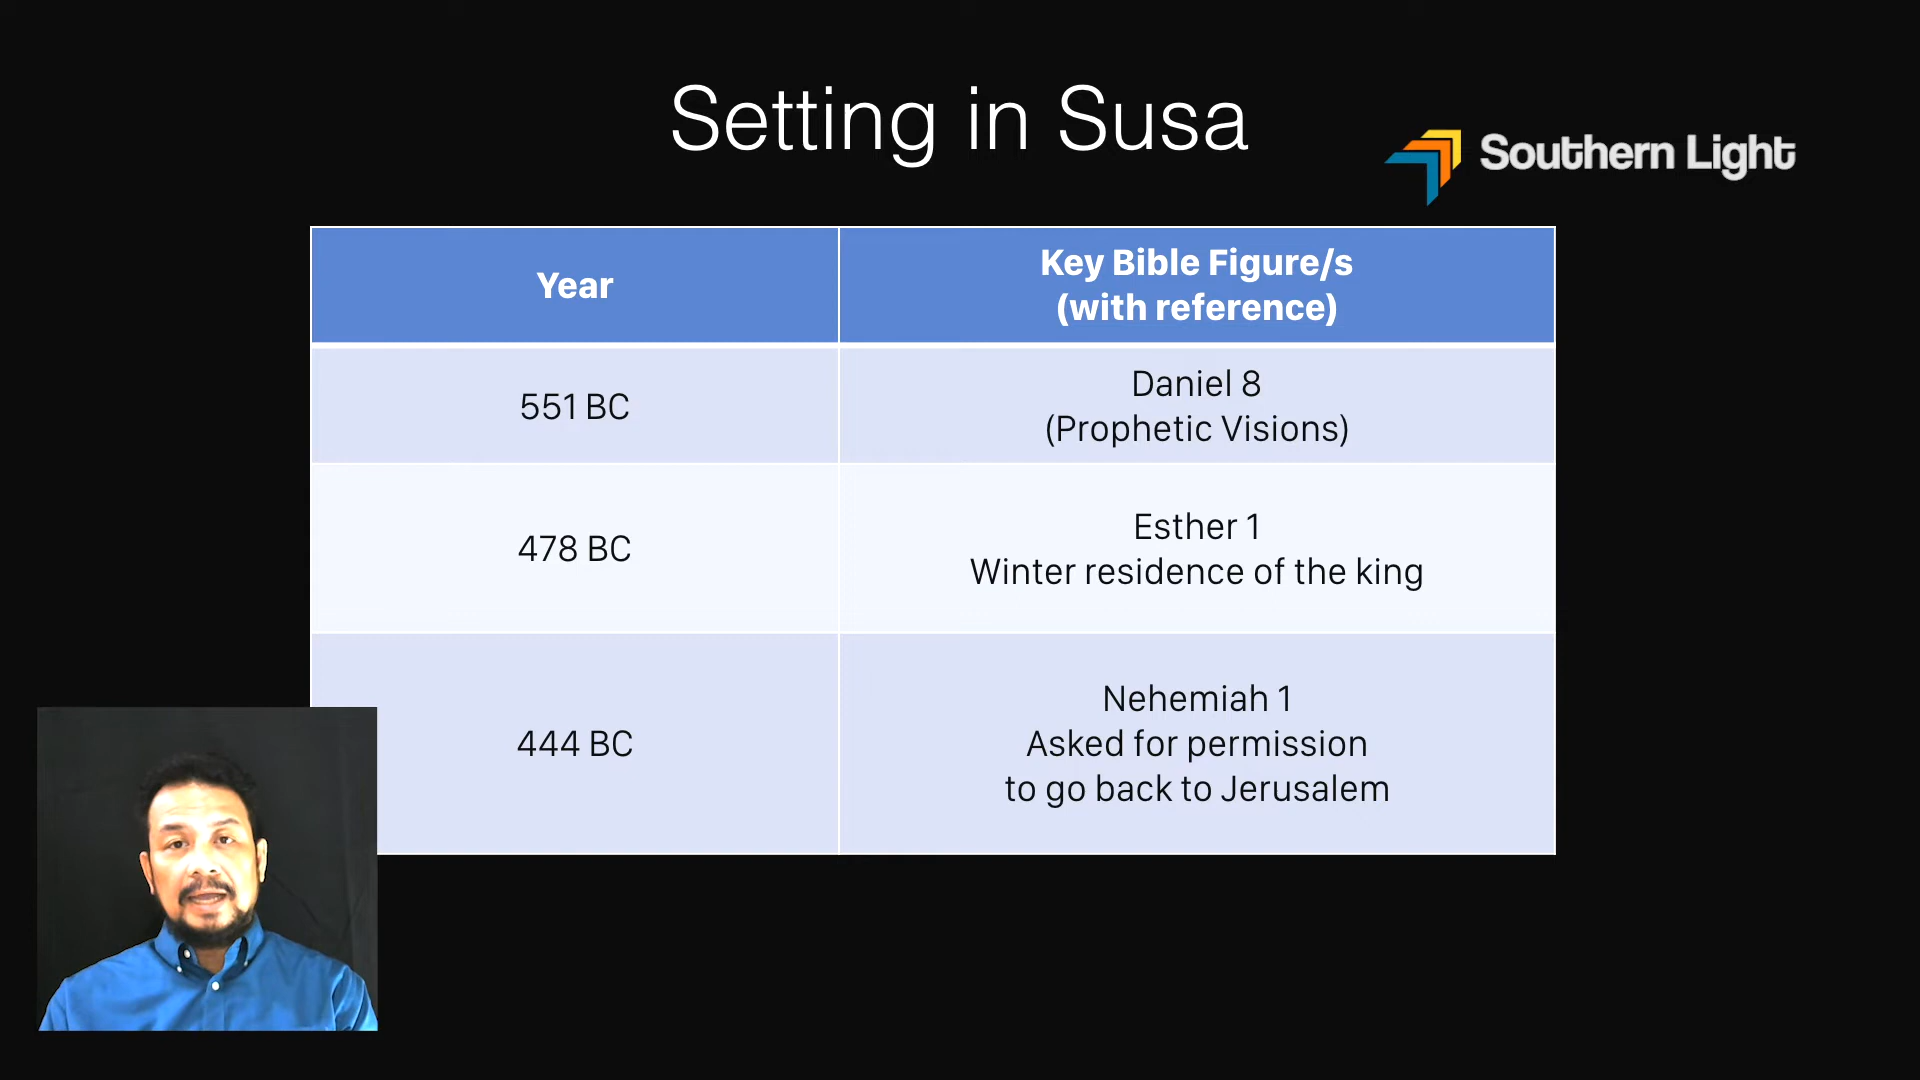 Setting in Susa
Southern Light
Year
Key Bible Figure/s
(with reference)
551 BC
Daniel 8
(Prophetic Visions)
478 BC
Esther 1
Winter residence of the king
444 BC
Nehemiah 1
Asked for permission
to go back to Jerusalem